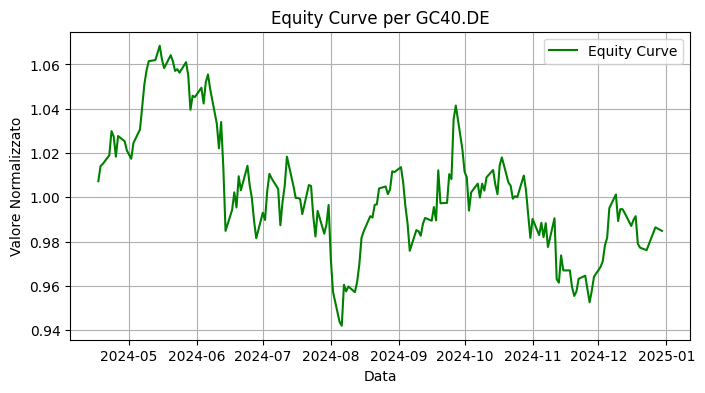 Equity Curve per GC40.DE
Equity Curve
Valore Normalizzato
1.06
1.04
1.02
1.00
0.98
0.96
0.94
2024-05 2024-06 2024-07 2024-08 2024-09 2024-10 2024-11 2024-12 2025-01
Data